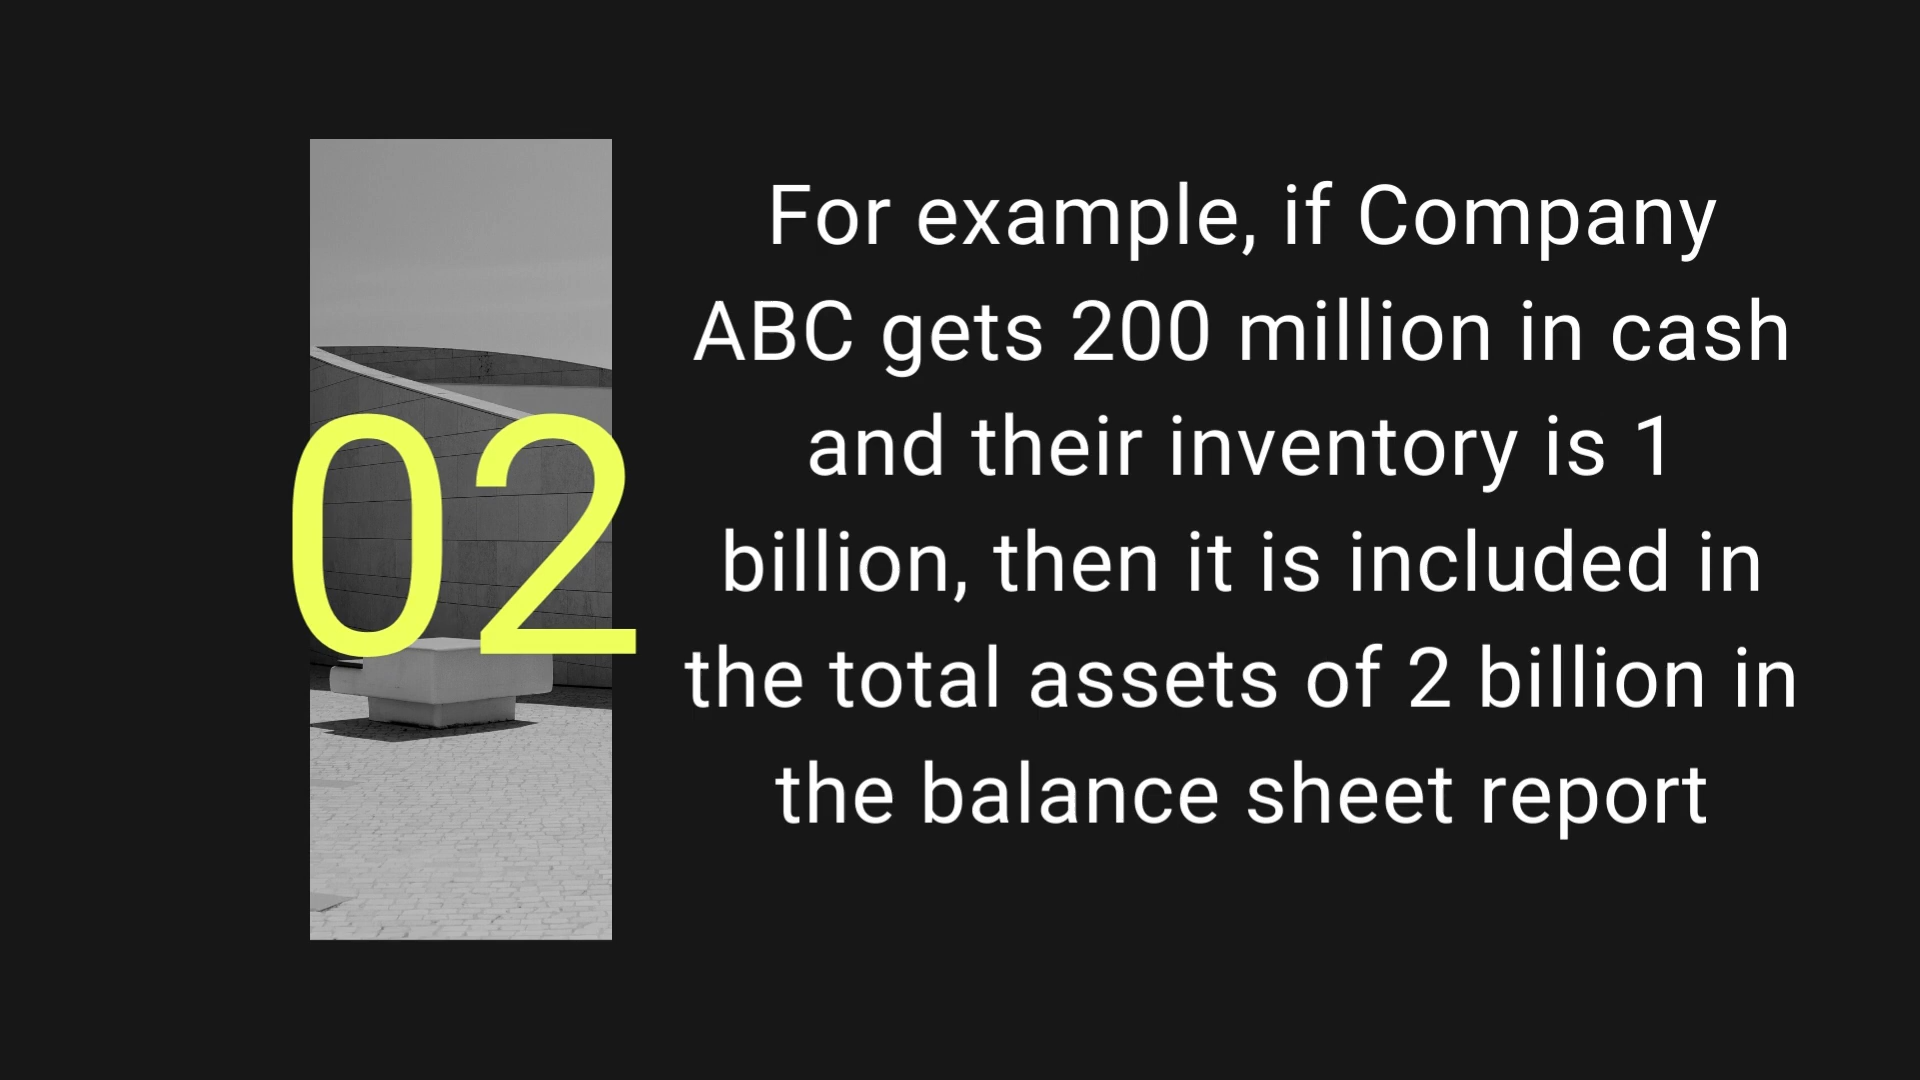 02
For example, if Company
ABC gets 200 million in cash
and their inventory is 1
billion, then it is included in
the total assets of 2 billion in
the balance sheet report